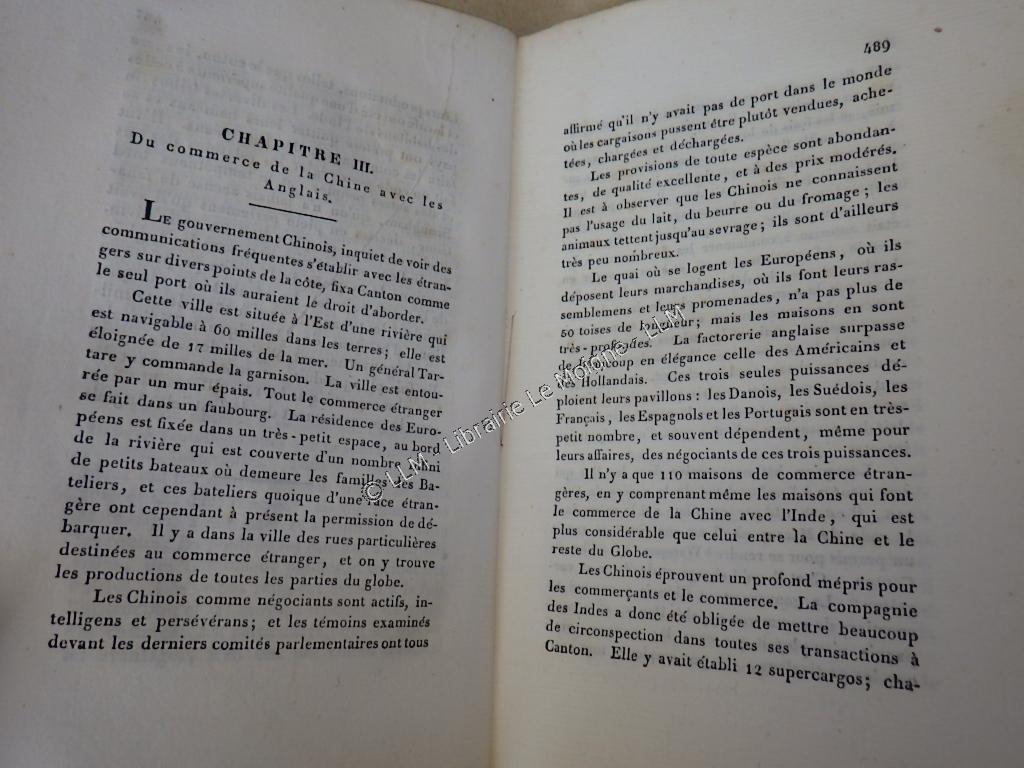 CHAPITRE III.
Du commerce de la Chine avec les
Anglais.
LE gouvernement Chinois, inquiet de voir des
communications fréquentes s'établir avec les étran-
gers sur divers points de la côte, fixa Canton comme
le seul port où ils auraient le droit d'aborder.
Cette ville est située à l'Est d'une rivière qui
est navigable à 60 milles dans les terres; elle est
éloignée de 17 milles de la mer. Un général Tar-
tare y commande la garnison. La ville est entou-
rée par un mur épais. Tout le commerce étranger
se fait dans un faubourg. La résidence des Euro-
péens est fixée dans un très-petit espace, au bord
de la rivière qui est couverte d'un nombre
de petits bateaux où demeure les familles des Ba-
teliers, et ces bateliers quoique d'une race étran-
gère ont cependant à présent la permission de dé-
barquer. Il y a dans la ville des rues particulières
destinées au commerce étranger, et on y trouve
les productions de toutes les parties du globe.
Les Chinois comme négociants sont actifs, in-
telligens et persévérans; et les témoins examinés
devant les derniers comités parlementaires ont tous
489
affirmé qu'il n'y avait pas de port dans le monde
où les cargaisons pussent être plutôt vendues, ache-
tées, chargées et déchargées.
Les provisions de toute espèce sont abondan-
tes, de qualité excellente, et à des prix modérés.
Il est à observer que les Chinois ne connaissent
pas l'usage du lait, du beurre ou du fromage; les
animaux tettent jusqu'au sevrage; ils sont d'ailleurs
très peu nombreux.
Le quai où se logent les Européens, où ils
déposent leurs marchandises, où ils font leurs ras-
semblemens et leurs promenades, n'a pas plus de
50 toises de longueur; mais les maisons en sont
très-profondes. La factorerie anglaise surpasse
de beaucoup en élégance celle des Américains et
des Hollandais. Ces trois seules puissances dé-
ploient leurs pavillons: les Danois, les Suédois, les
Français, les Espagnols et les Portugais sont en très-
petit nombre, et souvent dépendent, même pour
leurs affaires, des négociants de ces trois puissances.
Il n'y a que 110 maisons de commerce étran-
gères, en y comprenant même les maisons qui font
le commerce de la Chine avec l'Inde, qui est
plus considérable que celui entre la Chine et le
reste du Globe.
Les Chinois éprouvent un profond mépris pour
les commerçants et le commerce. La compagnie
des Indes a donc été obligée de mettre beaucoup
de circonspection dans toutes ses transactions à
Canton. Elle y avait établi 12 supercargos; cha-
© LLM - Librairie Le Moïone - LLM